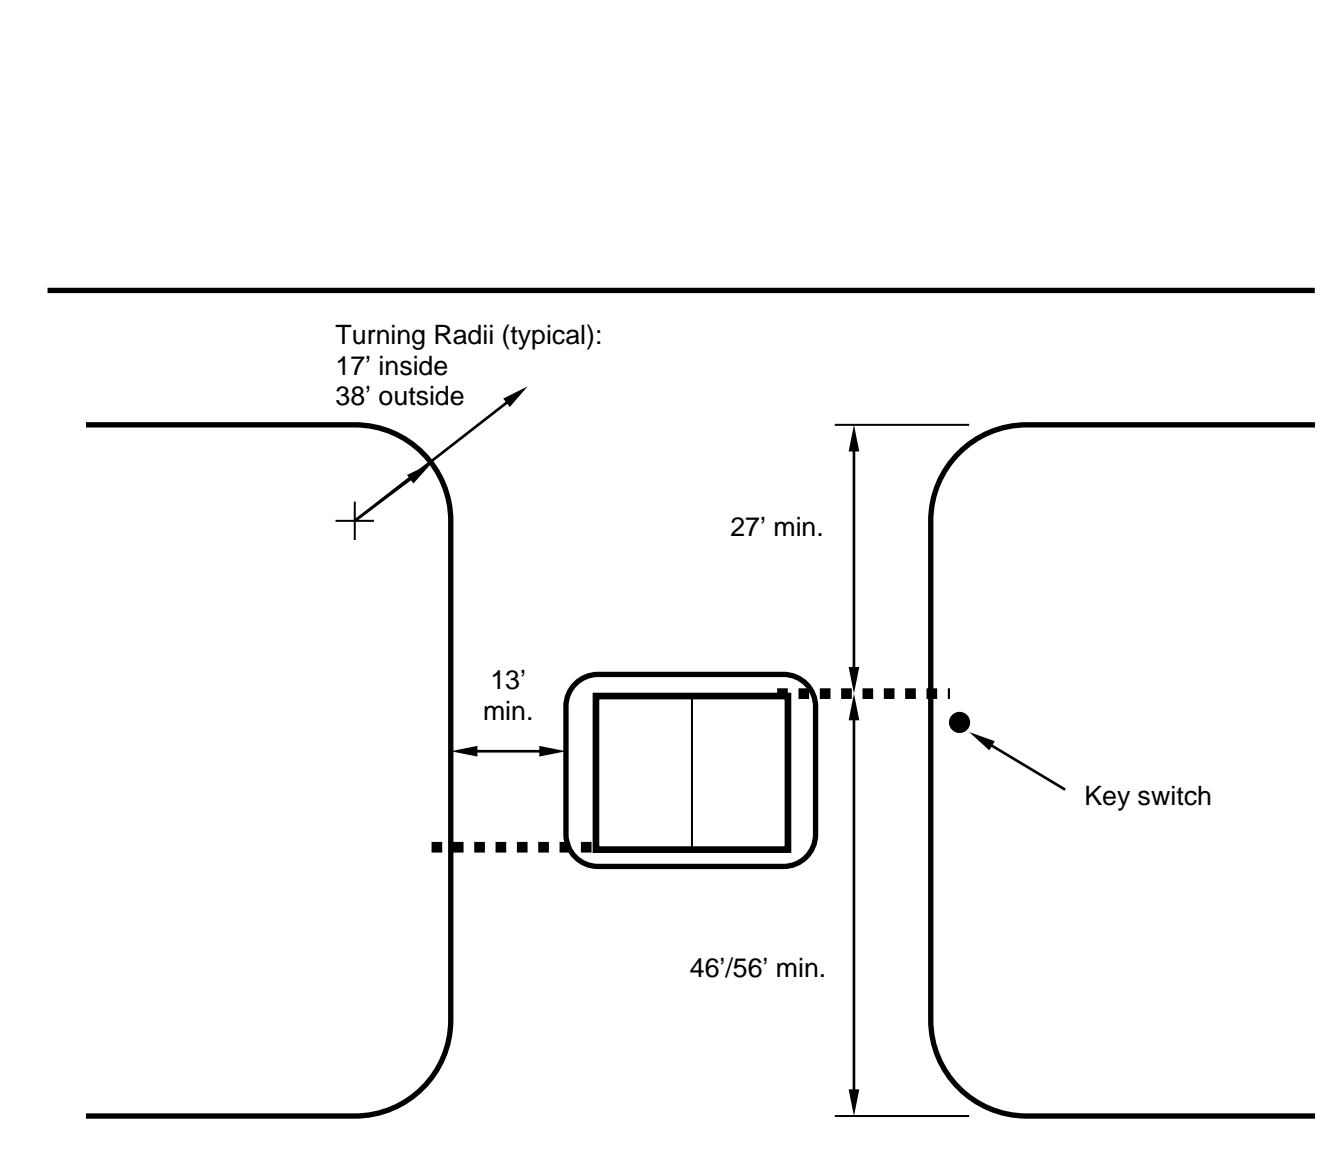 Turning Radii (typical):
17’ inside
38’ outside
27’ min.
13’
min.
Key switch
46’/56’ min.